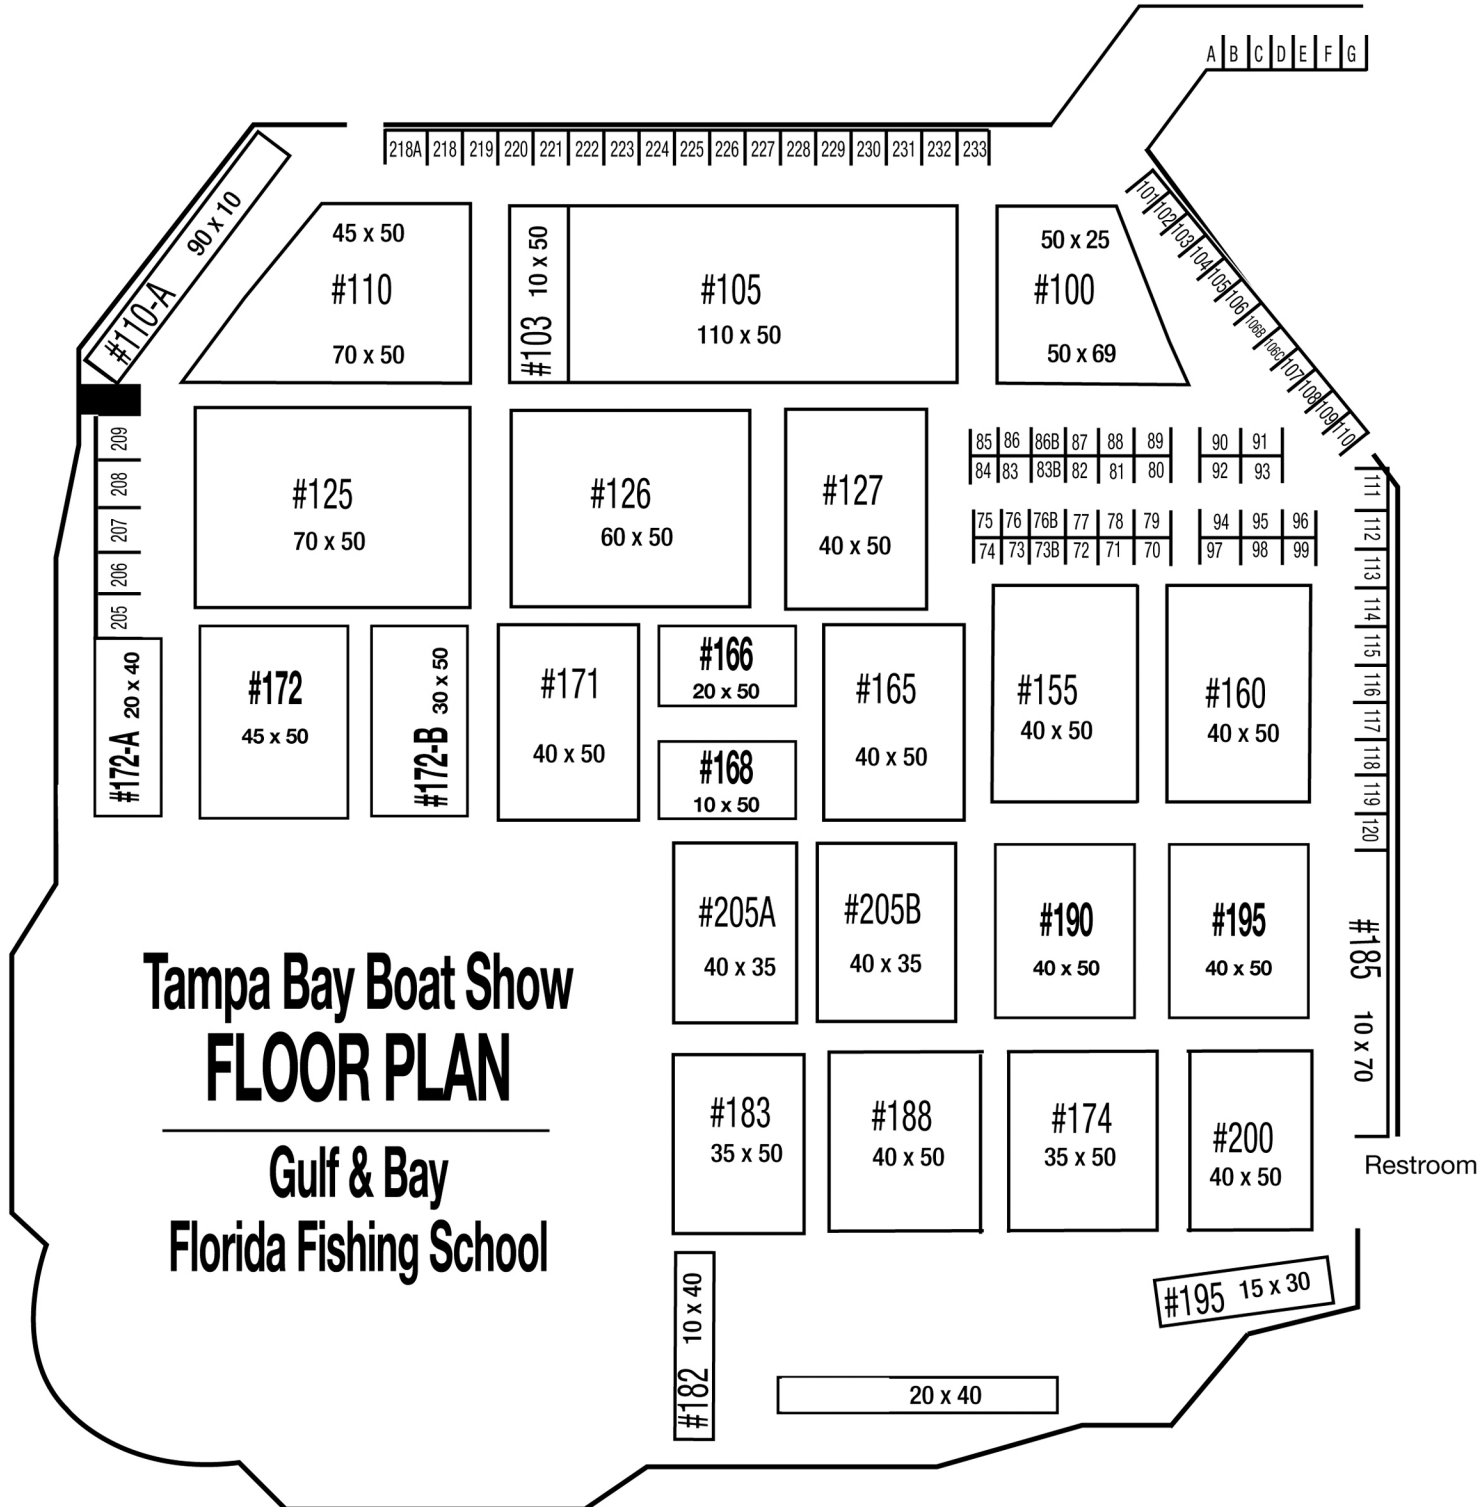 A B C D E F G
218A 218 219 220 221 222 223 224 225 226 227 228 229 230 231 232 233
101
102
103
104
105
106
106B
106C
107
108
109
110
#110-A 90 x 10
45 x 50
#110
70 x 50
#103 10 x 50
#105
110 x 50
50 x 25
#100
50 x 69
209
208
207
206
205
#125
70 x 50
#126
60 x 50
#127
40 x 50
85 86 86B 87 88 89 90 91
84 83 83B 82 81 80 92 93
75 76 76B 77 78 79 94 95 96
74 73 73B 72 71 70 97 98 99
111
112
113
114
115
116
117
118
119
120
#172-A 20 x 40
#172
45 x 50
#172-B 30 x 50
#171
40 x 50
#166
20 x 50
#168
10 x 50
#165
40 x 50
#155
40 x 50
#160
40 x 50
#205A
40 x 35
#205B
40 x 35
#190
40 x 50
#195
40 x 50
#185 10 x 70
Tampa Bay Boat Show
FLOOR PLAN
Gulf & Bay
Florida Fishing School
#183
35 x 50
#188
40 x 50
#174
35 x 50
#200
40 x 50
Restroom
#182 10 x 40
#195 15 x 30
20 x 40